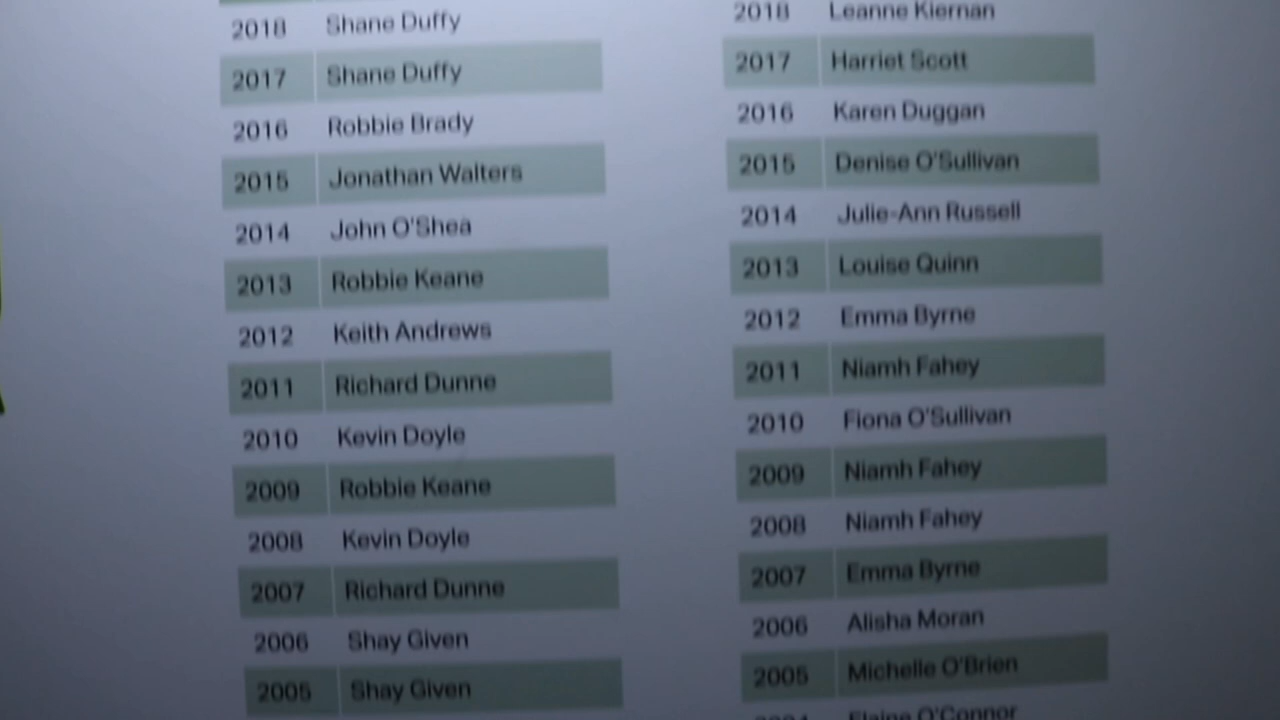 2018 Shane Duffy
2017 Shane Duffy
2016 Robbie Brady
2015 Jonathan Walters
2014 John O'Shea
2013 Robbie Keane
2012 Keith Andrews
2011 Richard Dunne
2010 Kevin Doyle
2009 Robbie Keane
2008 Kevin Doyle
2007 Richard Dunne
2006 Shay Given
2005 Shay Given
2018 Leanne Kiernan
2017 Harriet Scott
2016 Karen Duggan
2015 Denise O'Sullivan
2014 Julie-Ann Russell
2013 Louise Quinn
2012 Emma Byrne
2011 Niamh Fahey
2010 Fiona O'Sullivan
2009 Niamh Fahey
2008 Niamh Fahey
2007 Emma Byrne
2006 Alisha Moran
2005 Michelle O'Brien
2004 Elaine O'Connor